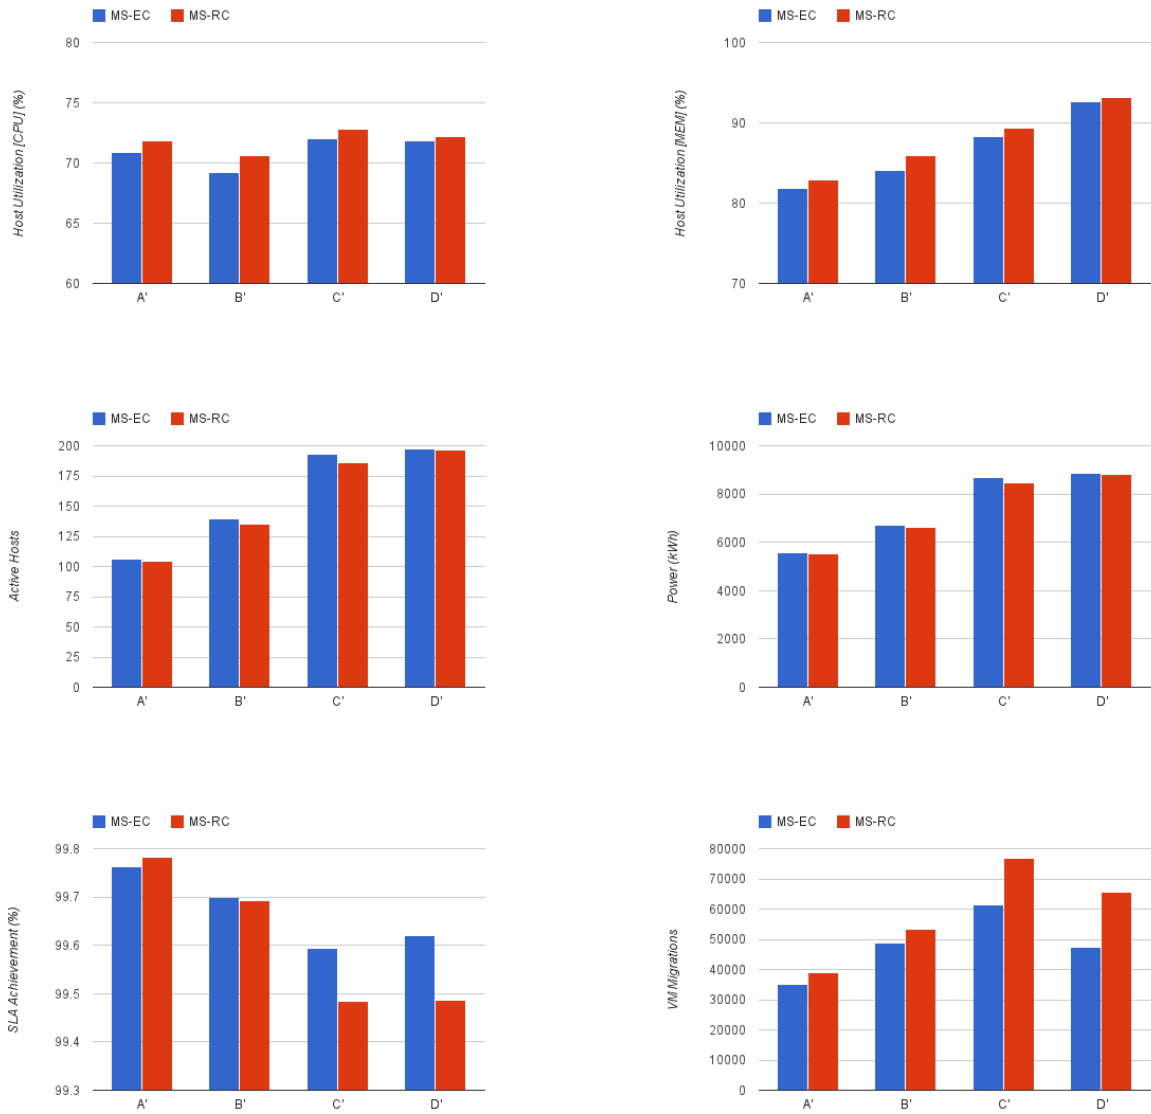 MS-EC MS-RC
Host Utilization [CPU] (%)
80
75
70
65
60
A' B' C' D'
MS-EC MS-RC
Host Utilization [MEM] (%)
100
90
80
70
A' B' C' D'
MS-EC MS-RC
Active Hosts
200
175
150
125
100
75
50
25
0
A' B' C' D'
MS-EC MS-RC
Power (kWh)
10000
8000
6000
4000
2000
0
A' B' C' D'
MS-EC MS-RC
SLA Achievement (%)
99.8
99.7
99.6
99.5
99.4
99.3
A' B' C' D'
MS-EC MS-RC
VM Migrations
80000
70000
60000
50000
40000
30000
20000
10000
0
A' B' C' D'